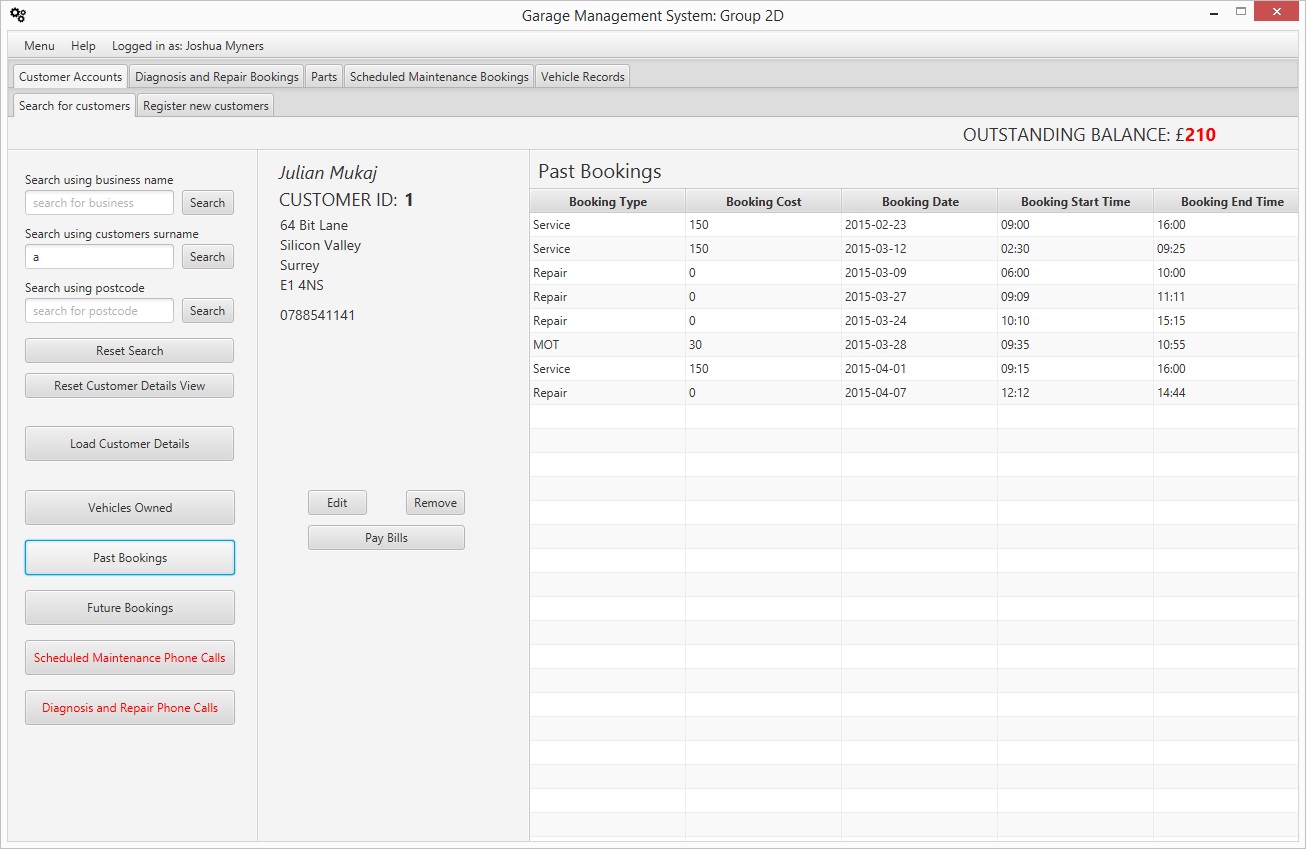 Garage Management System: Group 2D
Menu Help Logged in as: Joshua Myners
Customer Accounts Diagnosis and Repair Bookings Parts Scheduled Maintenance Bookings Vehicle Records
Search for customers Register new customers
OUTSTANDING BALANCE: £210
Search using business name
search for business Search
Search using customers surname
a Search
Search using postcode
search for postcode Search
Reset Search
Reset Customer Details View
Load Customer Details
Vehicles Owned
Past Bookings
Future Bookings
Scheduled Maintenance Phone Calls
Diagnosis and Repair Phone Calls
Julian Mukaj
CUSTOMER ID: 1
64 Bit Lane
Silicon Valley
Surrey
E1 4NS
0788541141
Edit Remove
Pay Bills
Past Bookings
Booking Type Booking Cost Booking Date Booking Start Time Booking End Time
Service 150 2015-02-23 09:00 16:00
Service 150 2015-03-12 02:30 09:25
Repair 0 2015-03-09 06:00 10:00
Repair 0 2015-03-27 09:09 11:11
Repair 0 2015-03-24 10:10 15:15
MOT 30 2015-03-28 09:35 10:55
Service 150 2015-04-01 09:15 16:00
Repair 0 2015-04-07 12:12 14:44